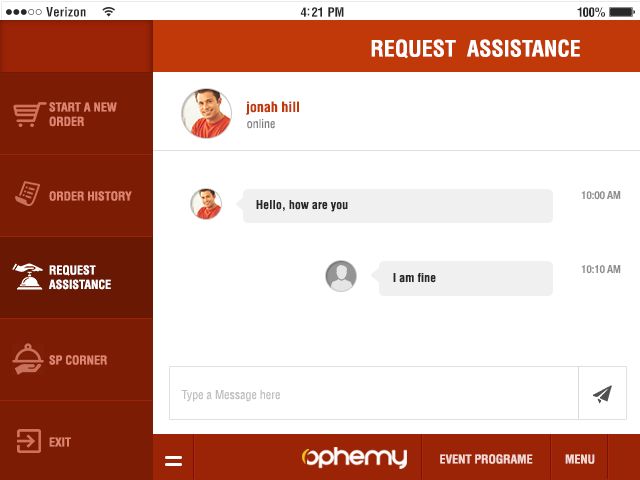 Verizon 4:21 PM 100%
REQUEST ASSISTANCE
START A NEW
ORDER
ORDER HISTORY
REQUEST
ASSISTANCE
SP CORNER
EXIT
jonah hill
online
Hello, how are you 10:00 AM
I am fine 10:10 AM
Type a Message here
ophemy EVENT PROGRAME MENU